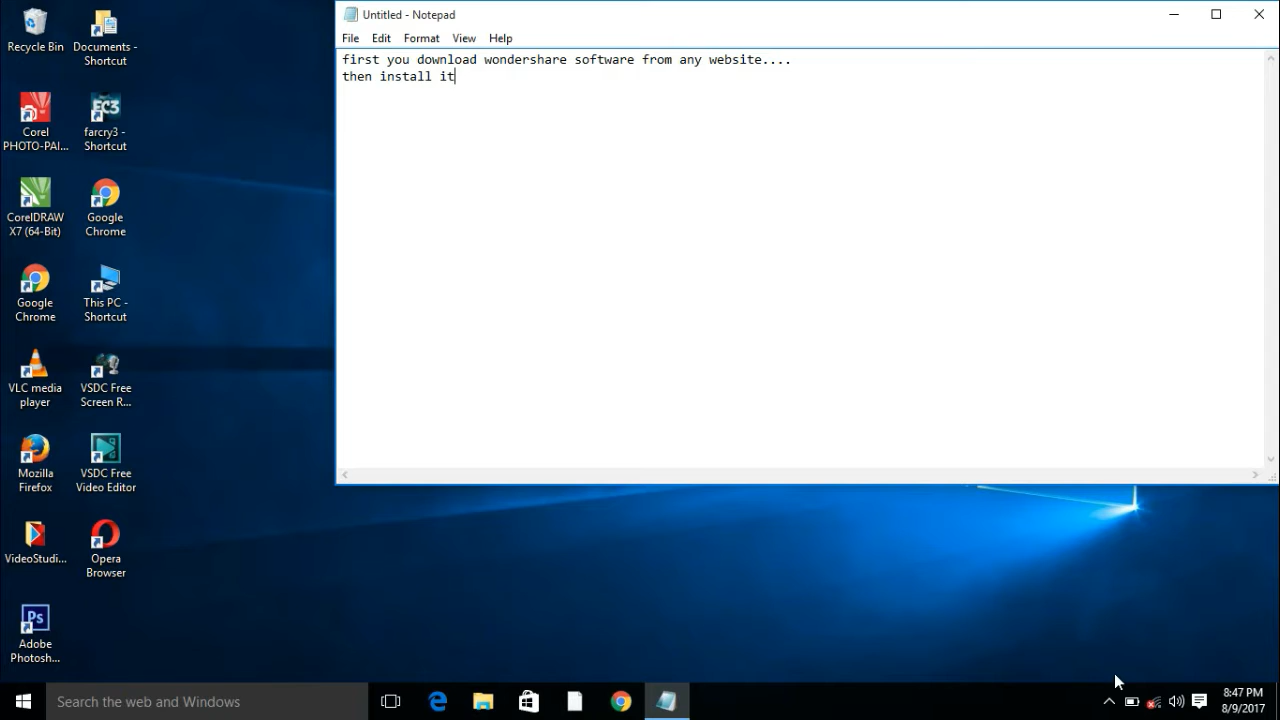 Untitled - Notepad
File Edit Format View Help
first you download wondershare software from any website....
then install it
Recycle Bin
Documents -
Shortcut
Corel
PHOTO-PAI...
farcry3 -
Shortcut
CorelDRAW
X7 (64-Bit)
Google
Chrome
Google
Chrome
This PC -
Shortcut
VLC media
player
VSDC Free
Screen R...
Mozilla
Firefox
VSDC Free
Video Editor
VideoStudi...
Opera
Browser
Ps
Adobe
Photosh...
Search the web and Windows
8:47 PM
8/9/2017